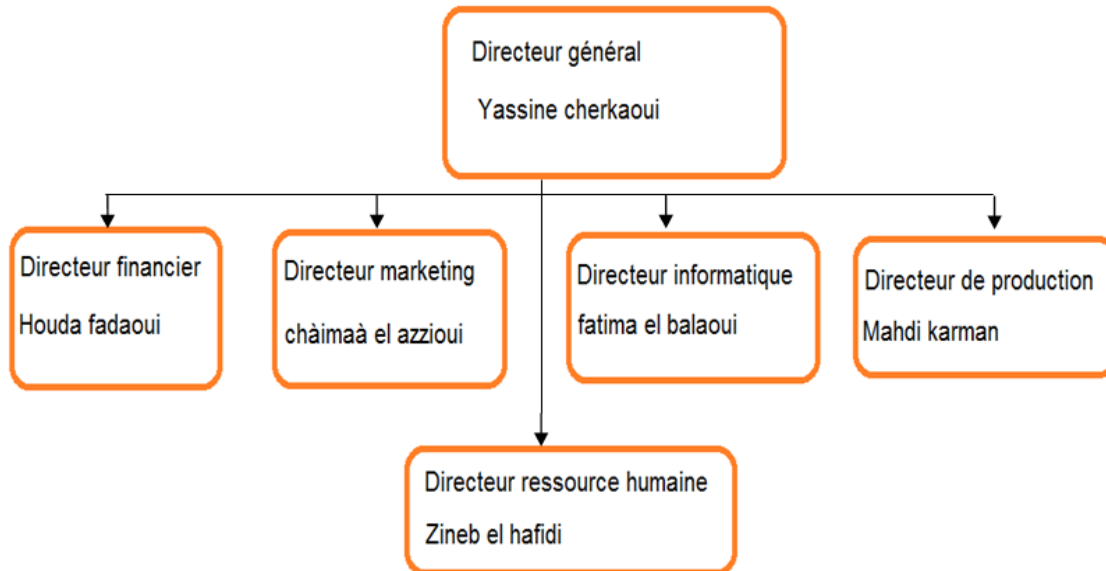 Directeur général
Yassine cherkaoui
Directeur financier
Houda fadaoui
Directeur marketing
chàimaà el azzioui
Directeur informatique
fatima el balaoui
Directeur de production
Mahdi karman
Directeur ressource humaine
Zineb el hafidi